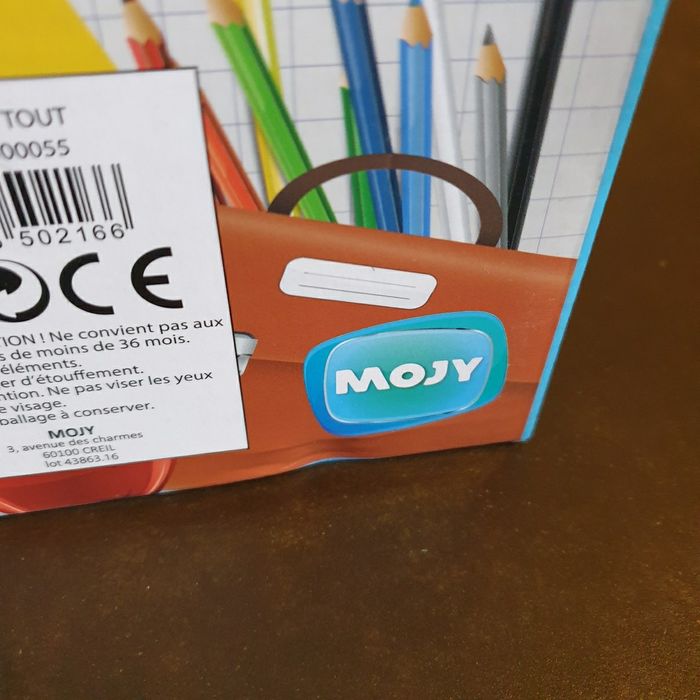 TOUT
00055
502166
CE
TION ! Ne convient pas aux
s de moins de 36 mois.
éléments.
er d'étouffement.
ntion. Ne pas viser les yeux
e visage.
ballage à conserver.
MOJY
3, avenue des charmes
60100 CREIL
lot 43863.16
MOJY